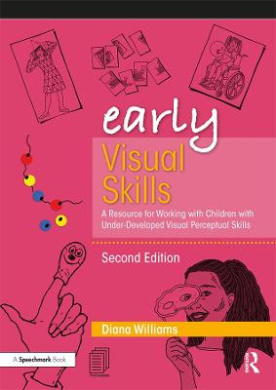 early
Visual
Skills
A Resource for Working with Children with
Under-Developed Visual Perceptual Skills
Second Edition
Diana Williams
A Speechmark Book
R